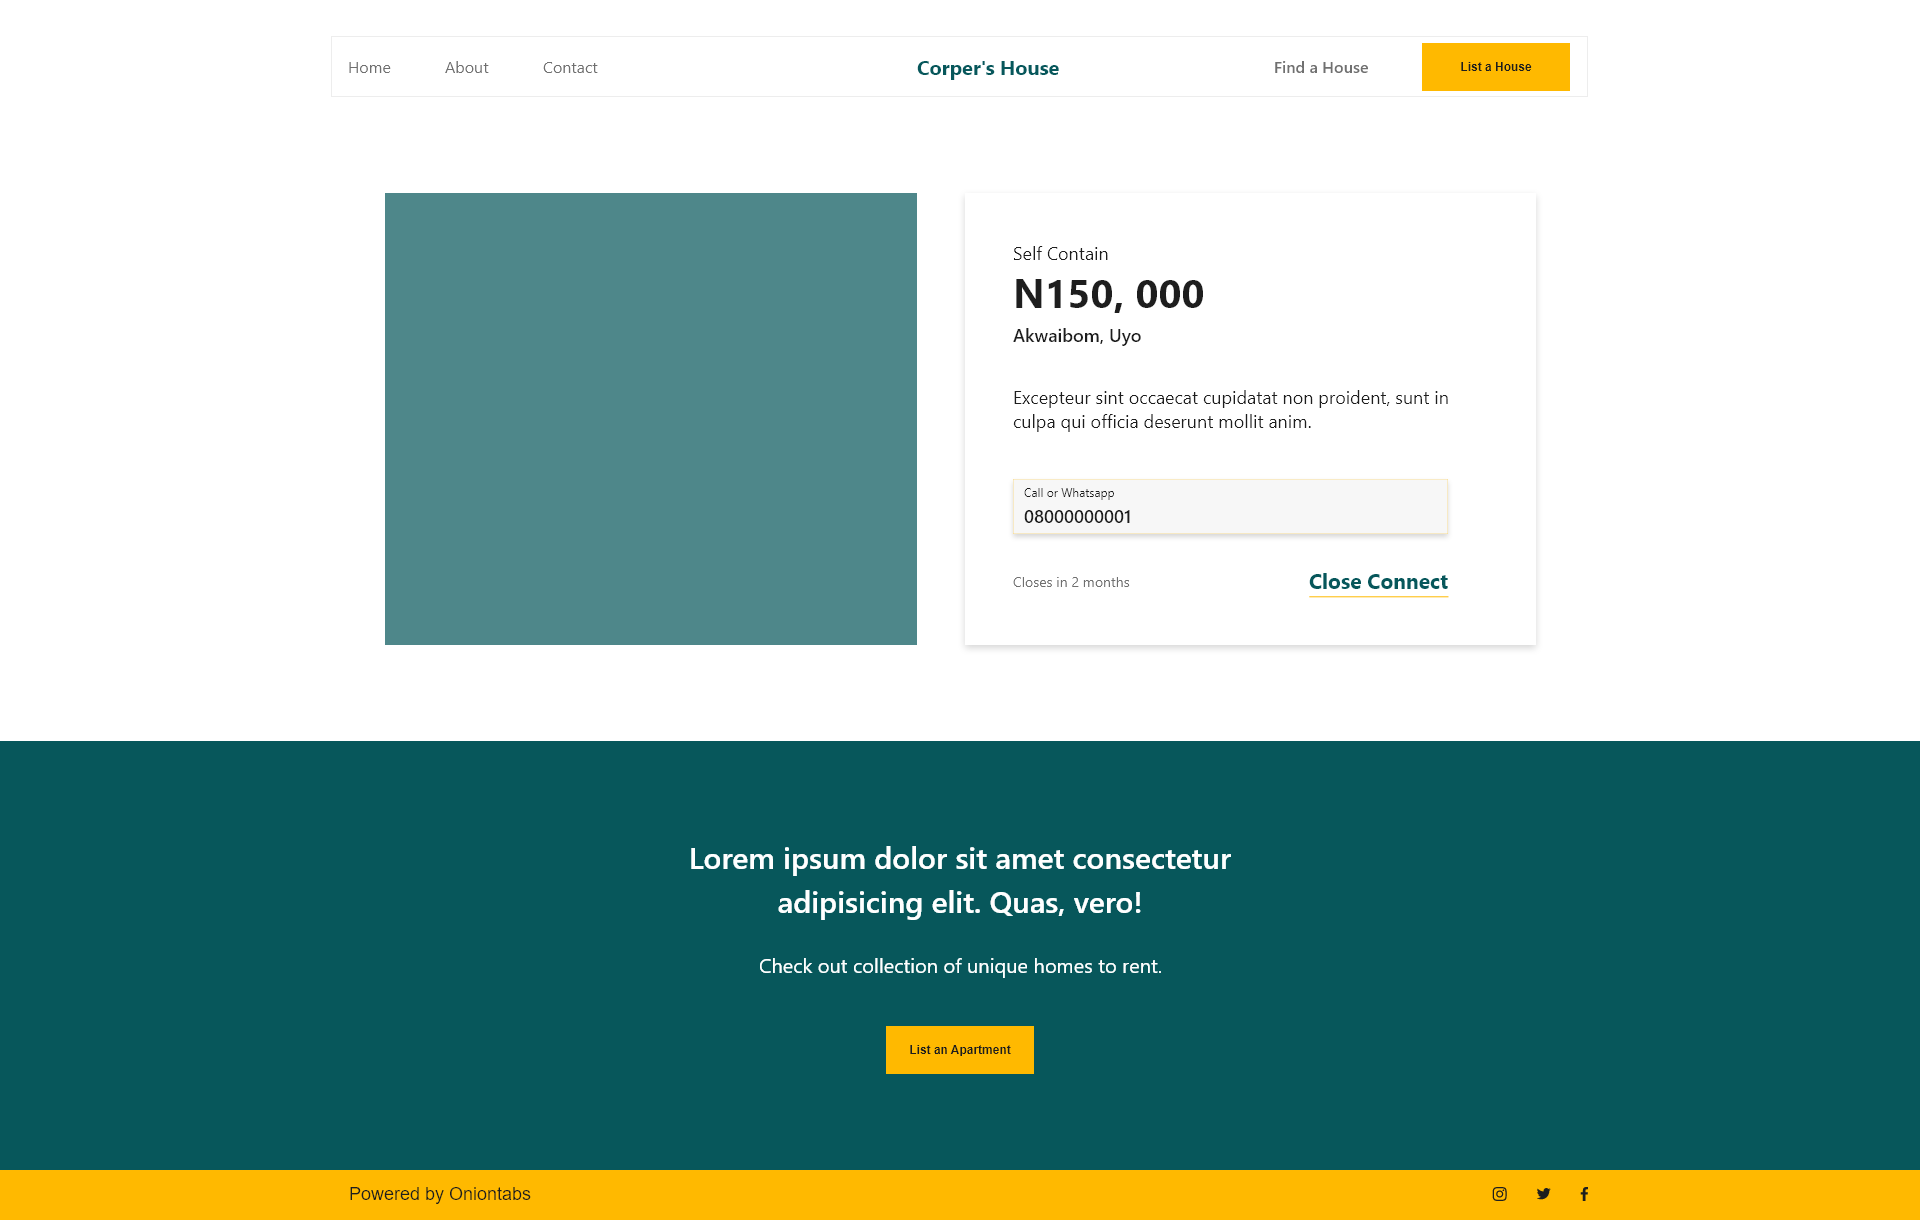 Home About Contact Corper's House Find a House List a House
Self Contain
N150, 000
Akwaibom, Uyo
Excepteur sint occaecat cupidatat non proident, sunt in
culpa qui officia deserunt mollit anim.
Call or Whatsapp
08000000001
Closes in 2 months Close Connect
Lorem ipsum dolor sit amet consectetur
adipisicing elit. Quas, vero!
Check out collection of unique homes to rent.
List an Apartment
Powered by Oniontabs